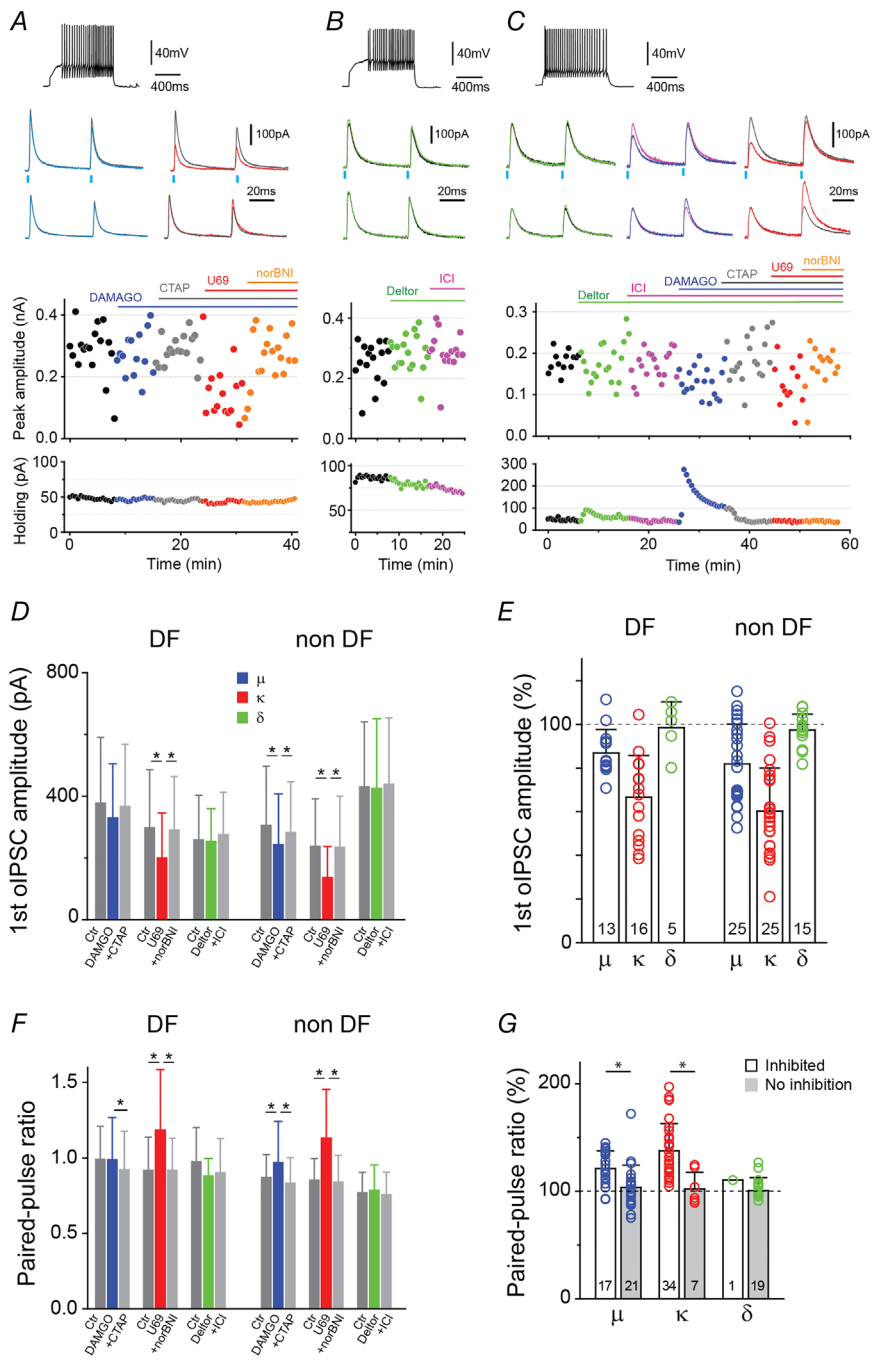 A
B
C
40mV
400ms
40mV
400ms
40mV
400ms
100pA
100pA
100pA
20ms
20ms
20ms
norBNI
U69
CTAP
DAMAGO
ICI
Deltor
norBNI
U69
CTAP
DAMAGO
ICI
Deltor
Peak amplitude (nA)
0.4
0.2
0.0
0.4
0.2
0.0
0.3
0.2
0.1
0.0
Holding (pA)
100
50
0
75
50
25
300
200
100
0
0 20 40
0 10 20
0 20 40 60
Time (min)
Time (min)
Time (min)
D
DF
non DF
μ
κ
δ
1st oIPSC amplitude (pA)
800
400
0
* *
* *
* *
Ctr DAMGO +CTAP Ctr U69 +norBNI Ctr Deltor +ICI
Ctr DAMGO +CTAP Ctr U69 +norBNI Ctr Deltor +ICI
E
DF
non DF
1st oIPSC amplitude (%)
100
0
13 16 5 25 25 15
μ κ δ μ κ δ
F
DF
non DF
Paired-pulse ratio
1.5
1.0
0.5
0.0
*
* *
* *
* *
Ctr DAMGO +CTAP Ctr U69 +norBNI Ctr Deltor +ICI
Ctr DAMGO +CTAP Ctr U69 +norBNI Ctr Deltor +ICI
G
Inhibited
No inhibition
* *
Paired-pulse ratio (%)
200
100
0
17 21 34 7 1 19
μ κ δ